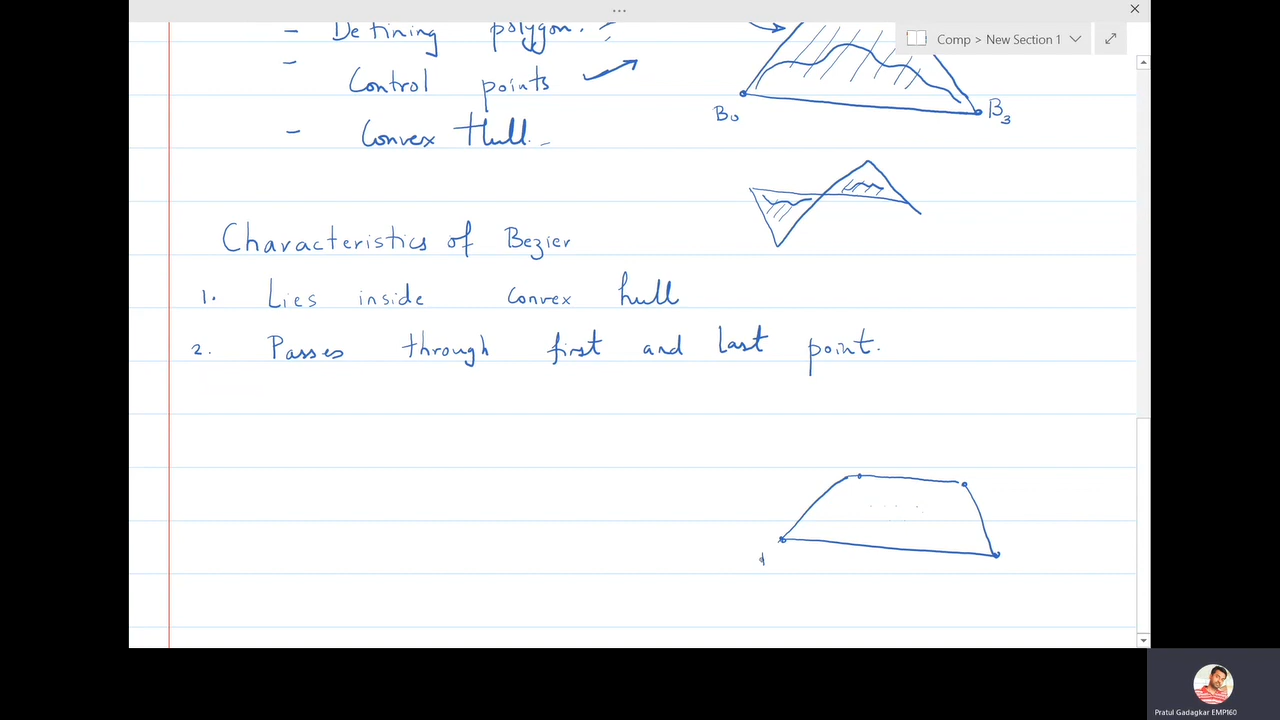 - Defining polygon.
Comp > New Section 1
- Control points
B0
B3
- Convex Hull.
Characteristics of Bezier
1. Lies inside convex hull
2. Passes through first and last point.
Pratul Gadagkar EMP160